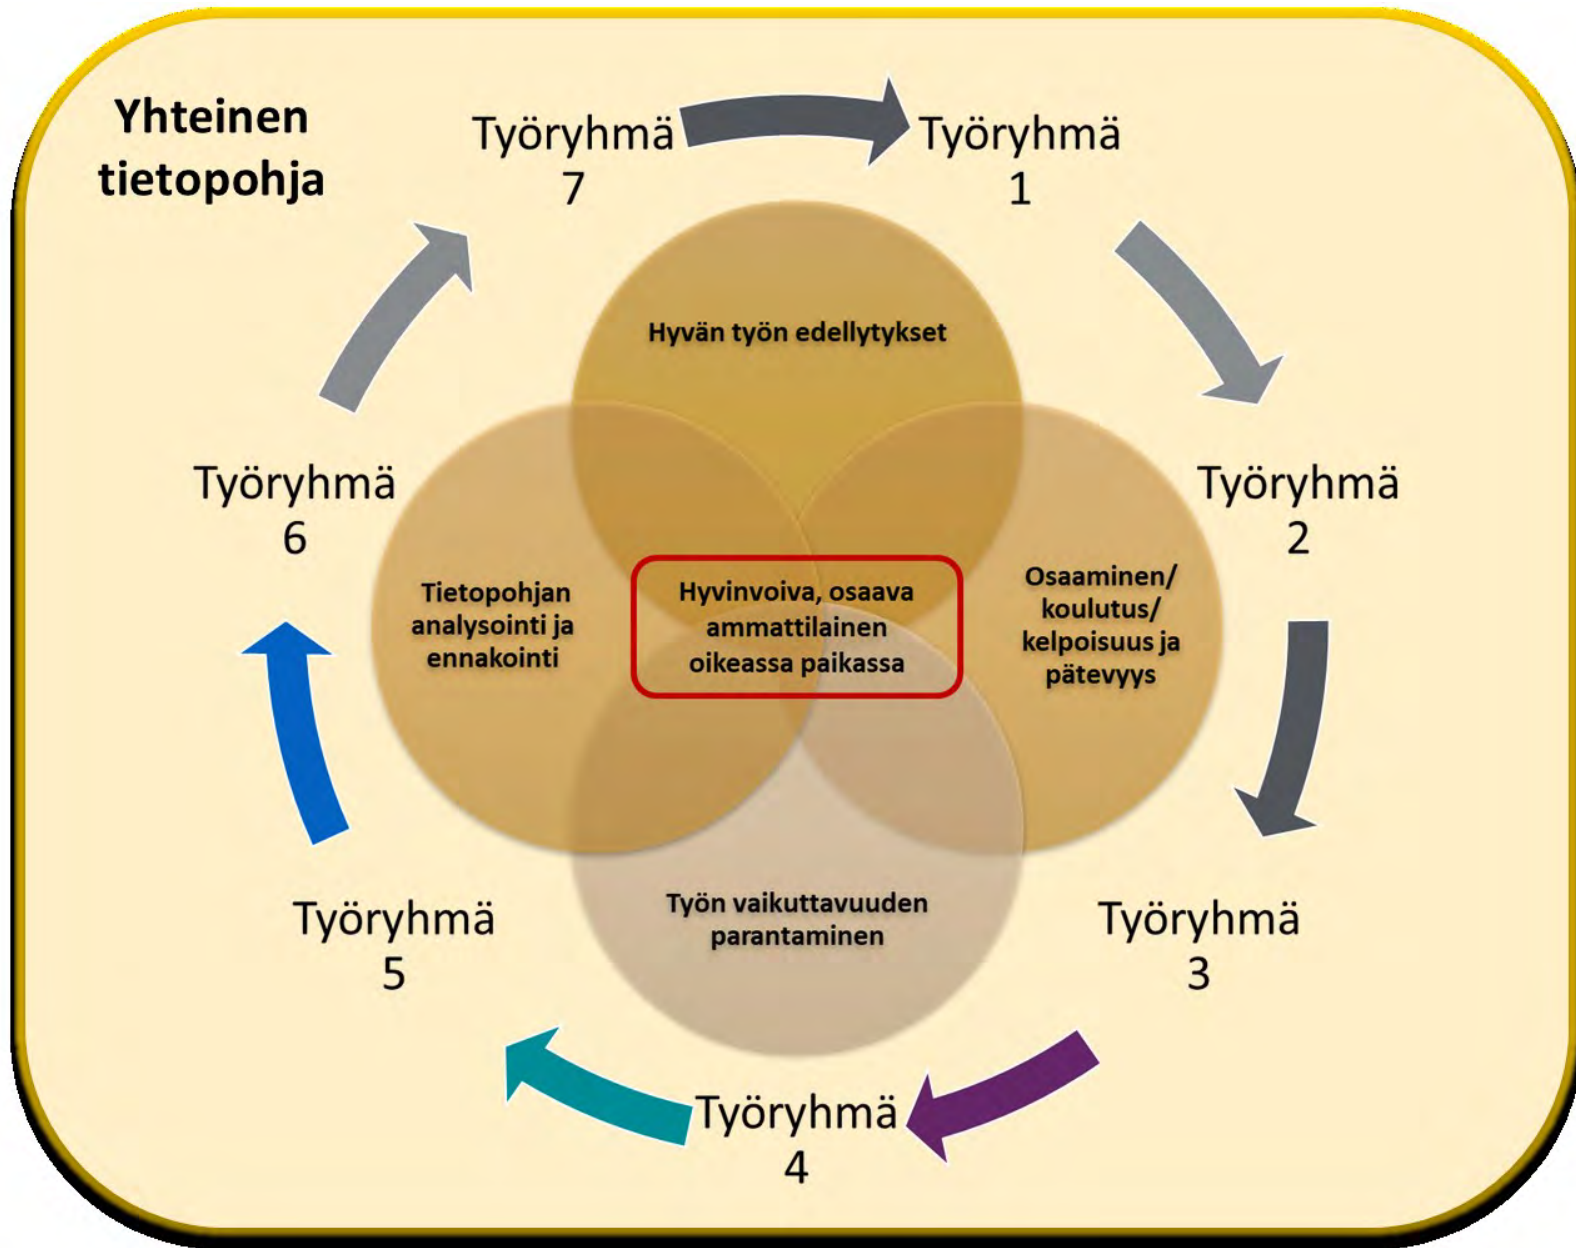 Yhteinen
tietopohja
Työryhmä
7
Työryhmä
1
Työryhmä
2
Työryhmä
3
Työryhmä
4
Työryhmä
5
Työryhmä
6
Hyvän työn edellytykset
Tietopohjan
analysointi ja
ennakointi
Hyvinvoiva, osaava
ammattilainen
oikeassa paikassa
Osaaminen/
koulutus/
kelpoisuus ja
pätevyys
Työn vaikuttavuuden
parantaminen